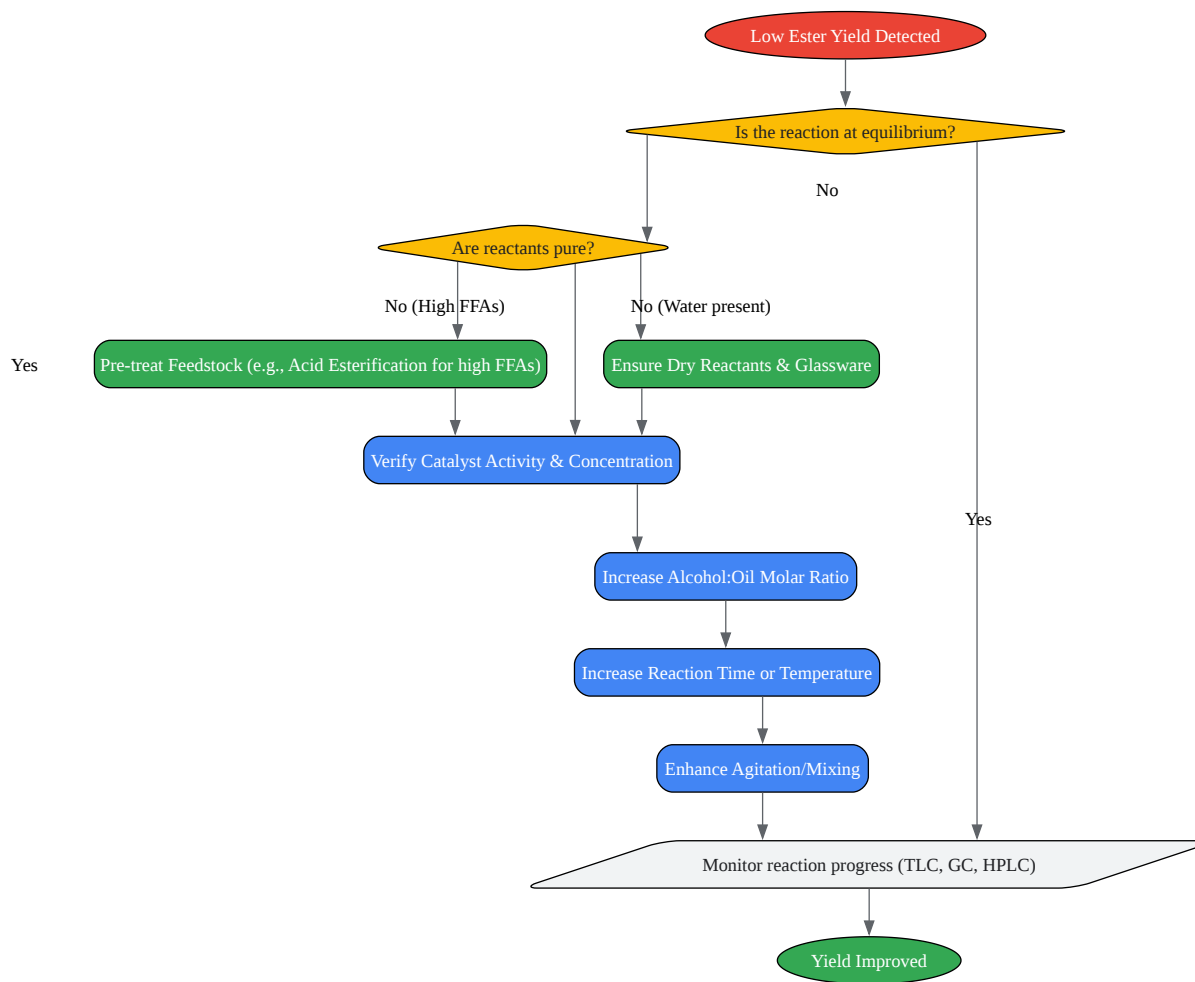 Low Ester Yield Detected
Is the reaction at equilibrium?
No
Are reactants pure?
No (High FFAs)
No (Water present)
Yes
Pre-treat Feedstock (e.g., Acid Esterification for high FFAs)
Ensure Dry Reactants & Glassware
Verify Catalyst Activity & Concentration
Yes
Increase Alcohol:Oil Molar Ratio
Increase Reaction Time or Temperature
Enhance Agitation/Mixing
Monitor reaction progress (TLC, GC, HPLC)
Yield Improved